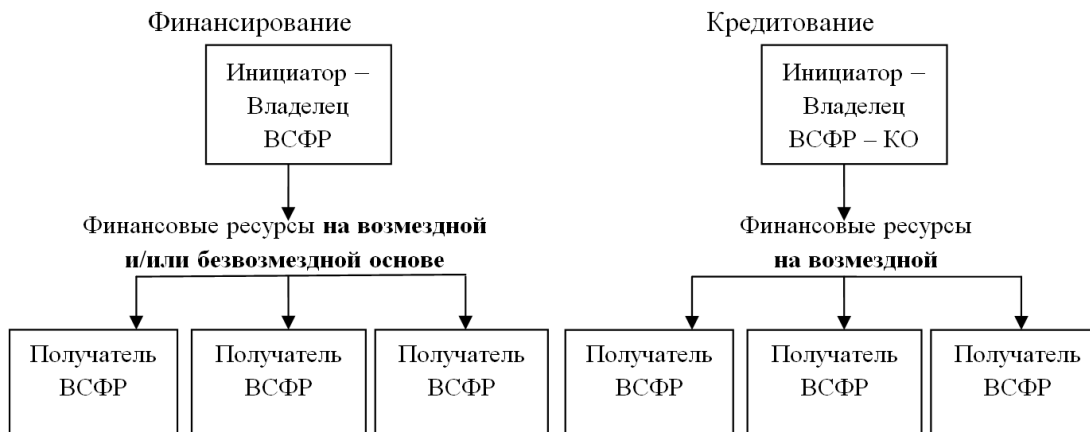 Финансирование
Инициатор –
Владелец
ВСФР
Финансовые ресурсы на возмездной
и/или безвозмездной основе
Получатель
ВСФР
Получатель
ВСФР
Получатель
ВСФР
Кредитование
Инициатор –
Владелец
ВСФР – КО
Финансовые ресурсы
на возмездной
Получатель
ВСФР
Получатель
ВСФР
Получатель
ВСФР